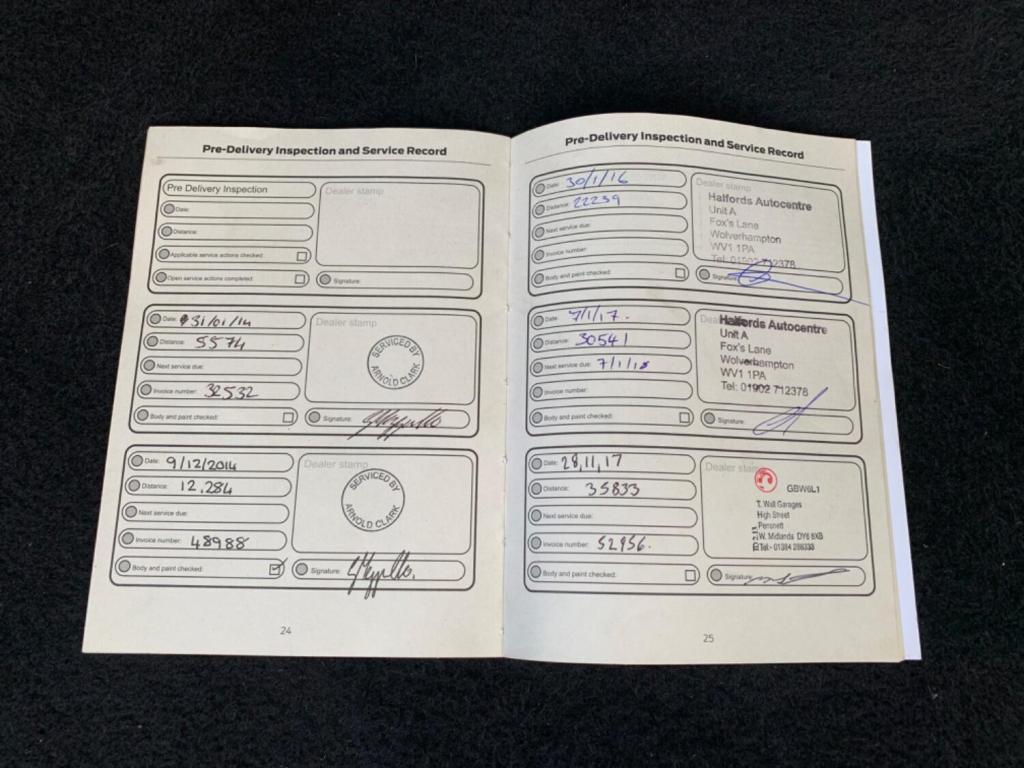 Pre-Delivery Inspection and Service Record
Pre Delivery Inspection
Dealer stamp
Date:
Distance:
Applicable service actions checked:
Open service actions completed:
Signature:
Date: 31/01/14
Dealer stamp
Distance: 5574
SERVICED BY
ARNOLD CLARK
Next service due:
Invoice number: 32532
Body and paint checked:
Signature:
Date: 9/12/2014
Dealer stamp
Distance: 12,284
SERVICED BY
ARNOLD CLARK
Next service due:
Invoice number: 48988
Body and paint checked:
Signature:
24
Pre-Delivery Inspection and Service Record
Date: 30/1/16
Dealer stamp
Distance: 22239
Halfords Autocentre
Unit A
Fox's Lane
Wolverhampton
WV1 1PA
Tel: 01902 712378
Next service due:
Invoice number:
Body and paint checked:
Signature:
Date: 7/1/17.
Distance: 30541
Halfords Autocentre
Unit A
Fox's Lane
Wolverhampton
WV1 1PA
Tel: 01902 712378
Next service due: 7/1/18
Invoice number:
Body and paint checked:
Signature:
Date: 28,11,17
Dealer stamp
Distance: 35833
GBW6L1
T. Wall Garages
High Street
Pensnett
W. Midlands DY6 8XB
Tel:- 01384
Next service due:
Invoice number: 52956.
Body and paint checked:
Signature:
25